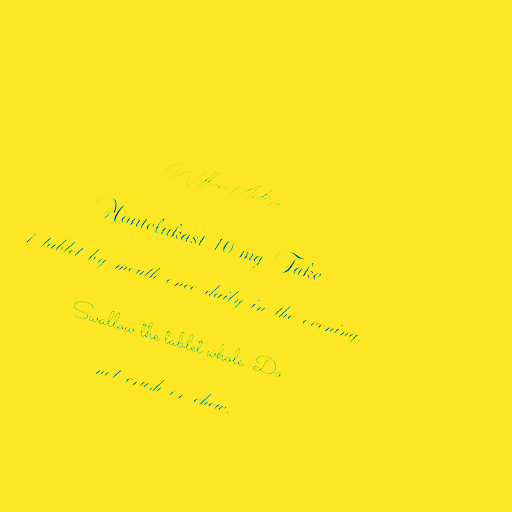 Montelukast 10 mg Take
1 tablet by mouth once daily in the evening.
Swallow the tablet whole Do
not crush or chew.